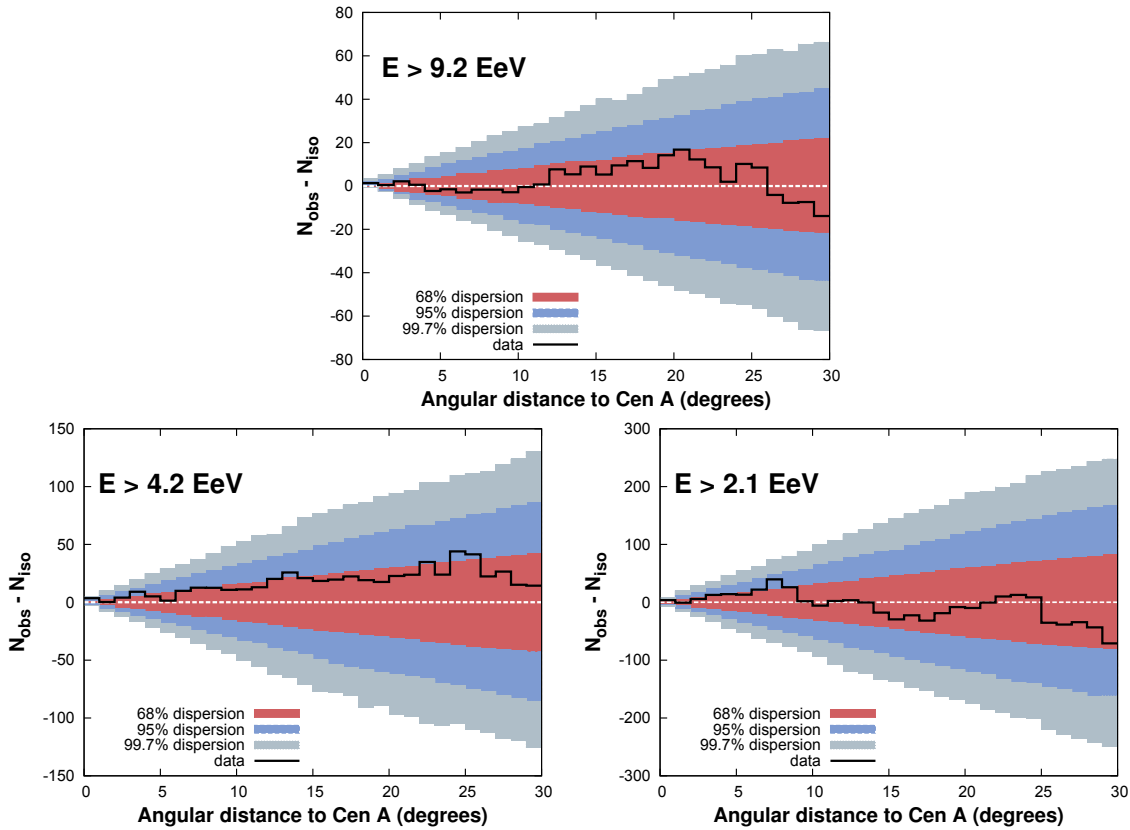 E > 9.2 EeV
N_obs - N_iso
80
60
40
20
0
-20
-40
-60
-80
68% dispersion
95% dispersion
99.7% dispersion
data
0 5 10 15 20 25 30
Angular distance to Cen A (degrees)
E > 4.2 EeV
N_obs - N_iso
150
100
50
0
-50
-100
-150
68% dispersion
95% dispersion
99.7% dispersion
data
0 5 10 15 20 25 30
Angular distance to Cen A (degrees)
E > 2.1 EeV
N_obs - N_iso
300
200
100
0
-100
-200
-300
68% dispersion
95% dispersion
99.7% dispersion
data
0 5 10 15 20 25 30
Angular distance to Cen A (degrees)